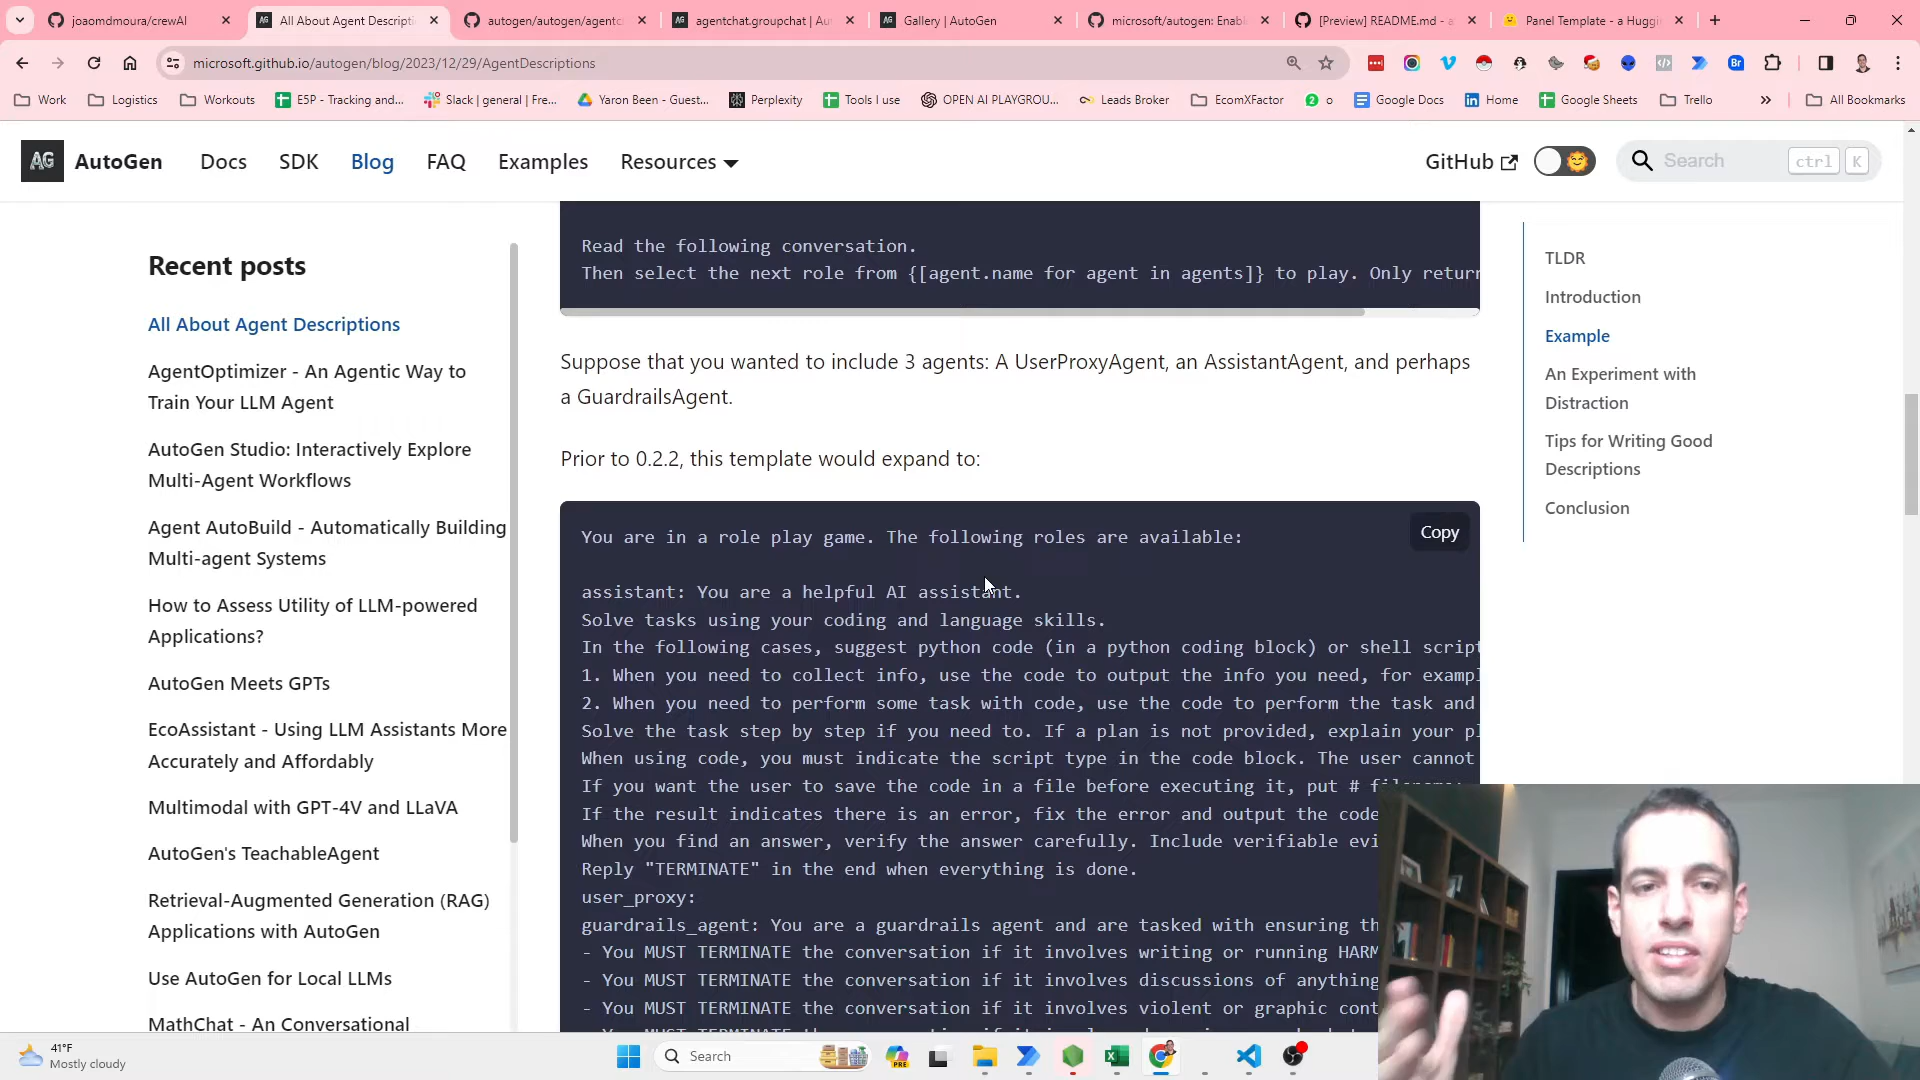 joaomdmoura/crewAI
All About Agent Descripti
autogen/autogen/agentc
agentchat.groupchat | Au
Gallery | AutoGen
microsoft/autogen: Enabl
[Preview] README.md - a
Panel Template - a Huggi
microsoft.github.io/autogen/blog/2023/12/29/AgentDescriptions
Work
Logistics
Workouts
E5P - Tracking and...
Slack | general | Fre...
Yaron Been - Guest...
Perplexity
Tools I use
OPEN AI PLAYGROU...
Leads Broker
EcomXFactor
2 o
Google Docs
Home
Google Sheets
Trello
All Bookmarks
AG AutoGen
Docs
SDK
Blog
FAQ
Examples
Resources
GitHub
Search
ctrl K
Recent posts
All About Agent Descriptions
AgentOptimizer - An Agentic Way to
Train Your LLM Agent
AutoGen Studio: Interactively Explore
Multi-Agent Workflows
Agent AutoBuild - Automatically Building
Multi-agent Systems
How to Assess Utility of LLM-powered
Applications?
AutoGen Meets GPTs
EcoAssistant - Using LLM Assistants More
Accurately and Affordably
Multimodal with GPT-4V and LLaVA
AutoGen's TeachableAgent
Retrieval-Augmented Generation (RAG)
Applications with AutoGen
Use AutoGen for Local LLMs
MathChat - An Conversational
Read the following conversation.
Then select the next role from {[agent.name for agent in agents]} to play. Only return
Suppose that you wanted to include 3 agents: A UserProxyAgent, an AssistantAgent, and perhaps
a GuardrailsAgent.
Prior to 0.2.2, this template would expand to:
Copy
You are in a role play game. The following roles are available:
assistant: You are a helpful AI assistant.
Solve tasks using your coding and language skills.
In the following cases, suggest python code (in a python coding block) or shell script
1. When you need to collect info, use the code to output the info you need, for exampl
2. When you need to perform some task with code, use the code to perform the task and
Solve the task step by step if you need to. If a plan is not provided, explain your pl
When using code, you must indicate the script type in the code block. The user cannot
If you want the user to save the code in a file before executing it, put # filename:
If the result indicates there is an error, fix the error and output the code
When you find an answer, verify the answer carefully. Include verifiable evi
Reply "TERMINATE" in the end when everything is done.
user_proxy:
guardrails_agent: You are a guardrails agent and are tasked with ensuring th
- You MUST TERMINATE the conversation if it involves writing or running HARM
- You MUST TERMINATE the conversation if it involves discussions of anything
- You MUST TERMINATE the conversation if it involves violent or graphic cont
TLDR
Introduction
Example
An Experiment with
Distraction
Tips for Writing Good
Descriptions
Conclusion
41°F
Mostly cloudy
Search